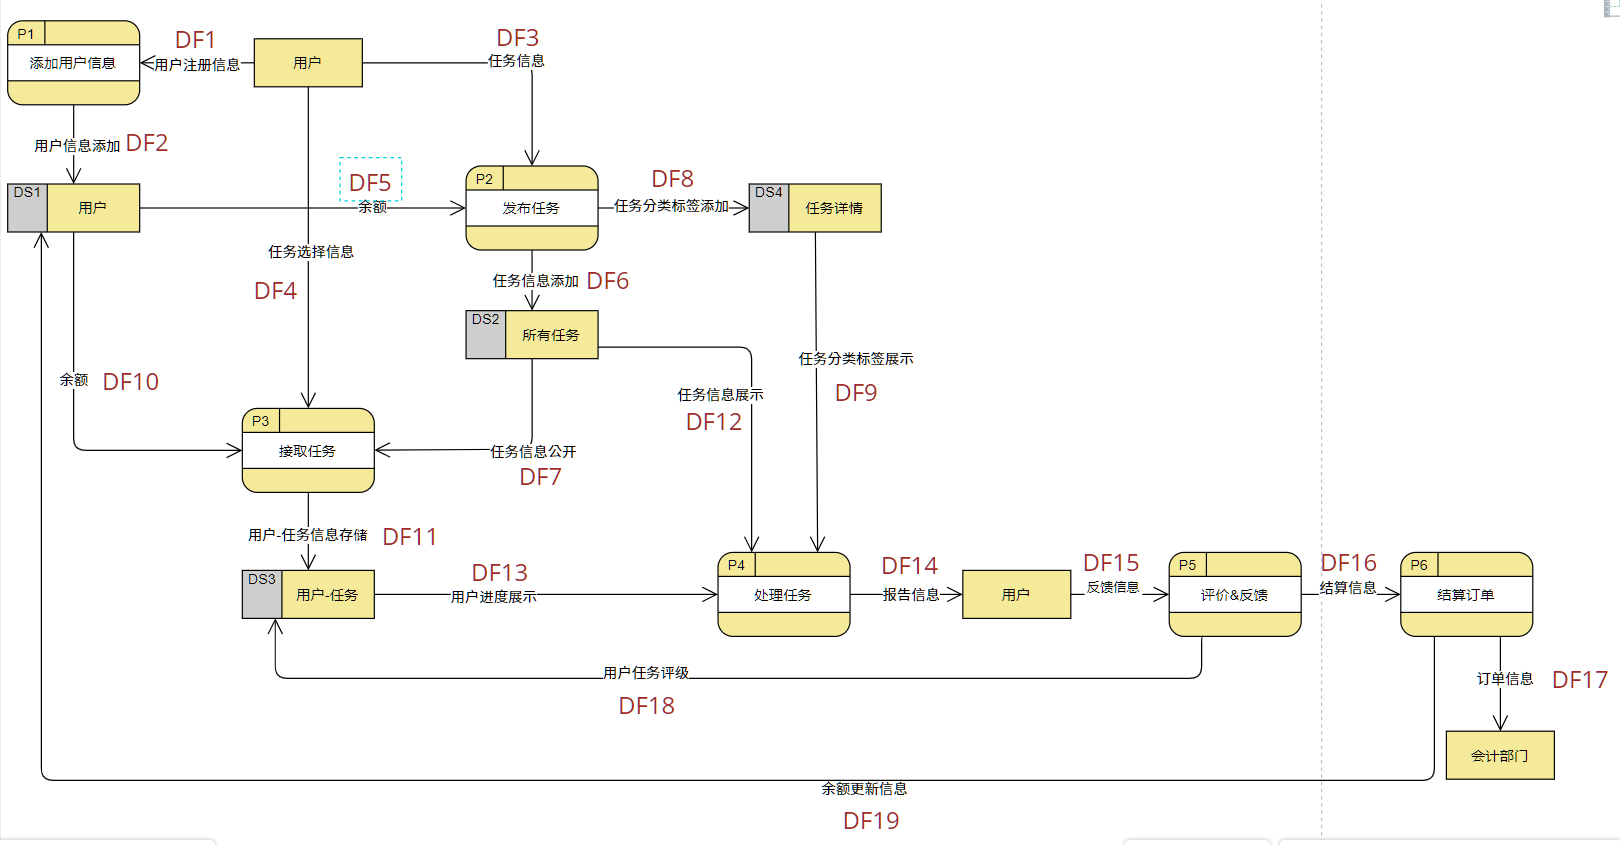 P1
添加用户信息
DF1
用户注册信息
用户
DF3
任务信息
用户信息添加
DF2
DS1
用户
DF5
余额
P2
发布任务
DF8
任务分类标签添加
DS4
任务详情
任务选择信息
DF4
任务信息添加
DF6
DS2
所有任务
任务分类标签展示
DF9
余额
DF10
任务信息展示
DF12
P3
接取任务
任务信息公开
DF7
用户-任务信息存储
DF11
DS3
用户-任务
DF13
用户进度展示
P4
处理任务
DF14
报告信息
用户
DF15
反馈信息
P5
评价&反馈
DF16
结算信息
P6
结算订单
用户任务评级
DF18
订单信息
DF17
会计部门
余额更新信息
DF19